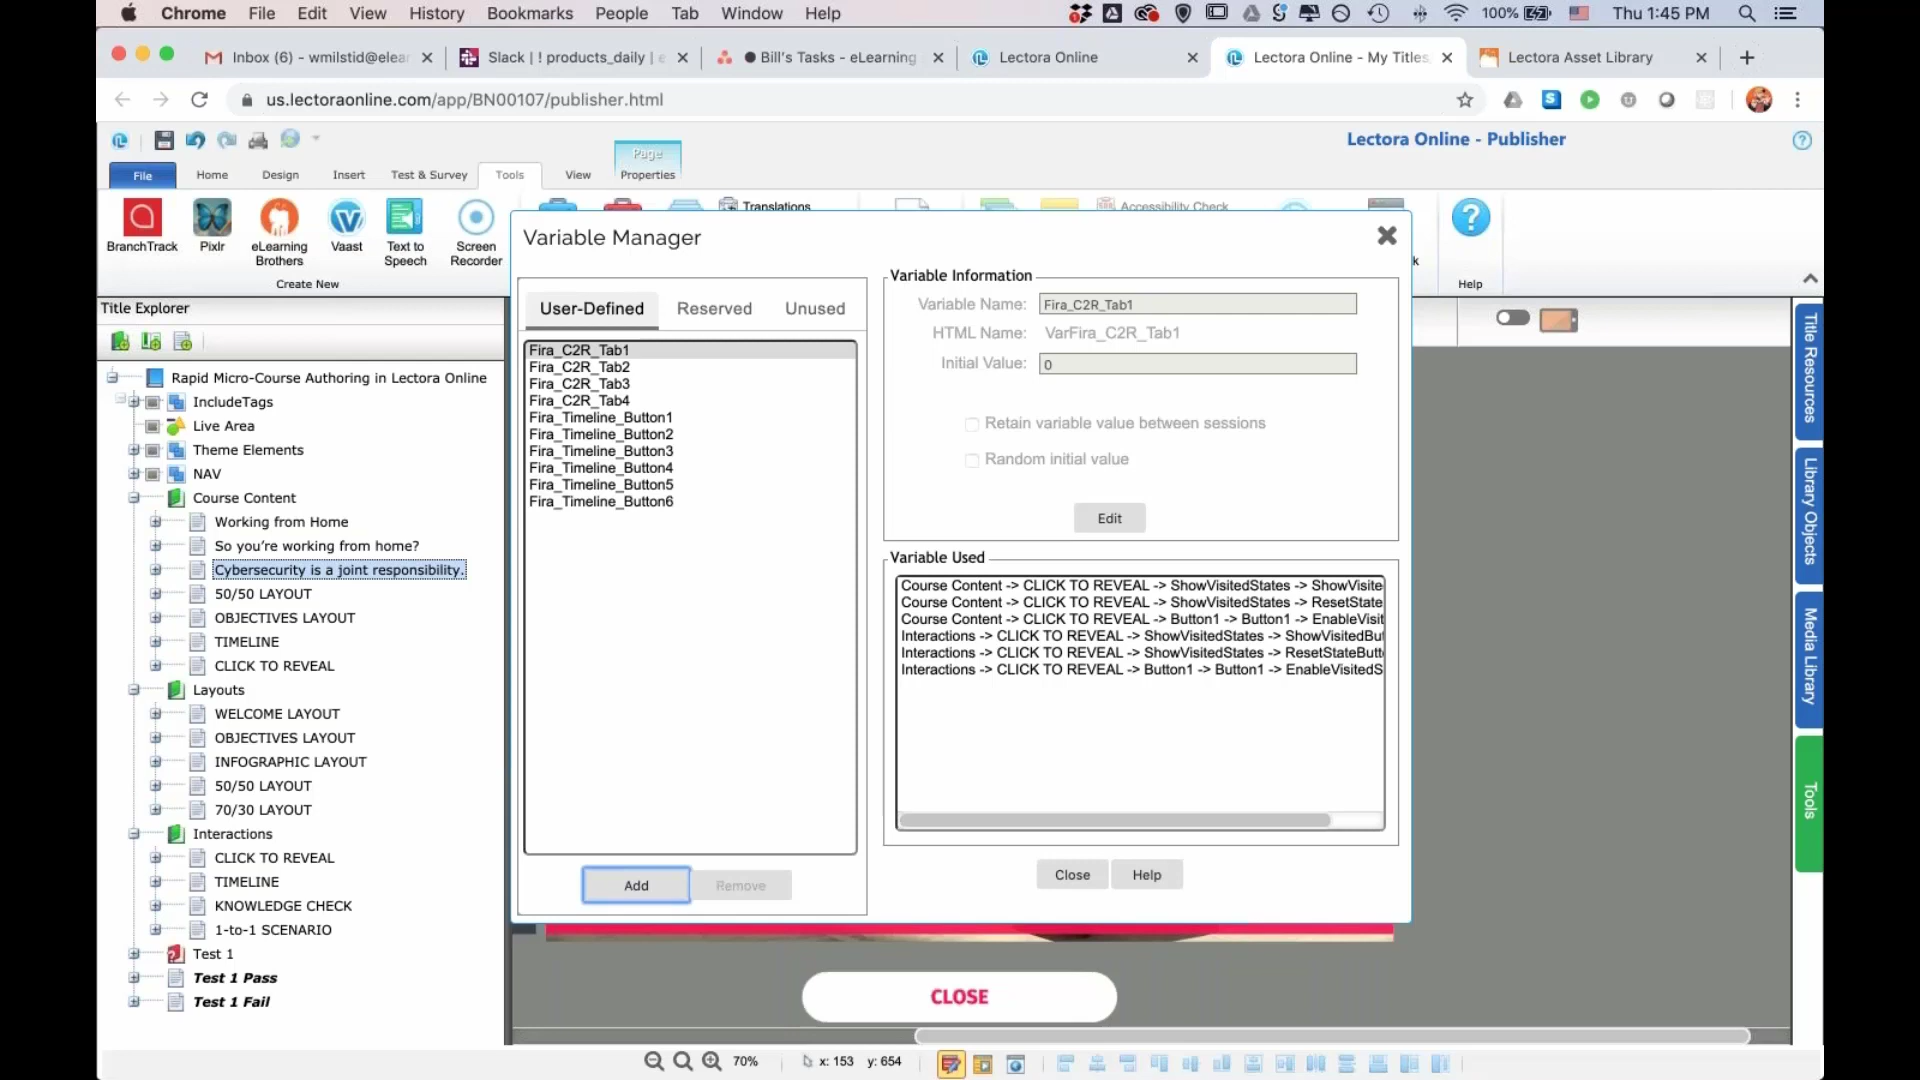 Chrome File Edit View History Bookmarks People Tab Window Help 100% Thu 1:45 PM
Inbox (6) - wmilstid@elear Slack | ! products_daily | e Bill's Tasks - eLearning Lectora Online Lectora Online - My Titles, Lectora Asset Library
us.lectoraonline.com/app/BN00107/publisher.html
Lectora Online - Publisher
File Home Design Insert Test & Survey Tools View Page Properties
BranchTrack Pixlr eLearning Brothers Vaast Text to Speech Screen Recorder
Translations Accessibility Check
Create New
Help
Title Explorer
Rapid Micro-Course Authoring in Lectora Online
IncludeTags
Live Area
Theme Elements
NAV
Course Content
Working from Home
So you're working from home?
Cybersecurity is a joint responsibility.
50/50 LAYOUT
OBJECTIVES LAYOUT
TIMELINE
CLICK TO REVEAL
Layouts
WELCOME LAYOUT
OBJECTIVES LAYOUT
INFOGRAPHIC LAYOUT
50/50 LAYOUT
70/30 LAYOUT
Interactions
CLICK TO REVEAL
TIMELINE
KNOWLEDGE CHECK
1-to-1 SCENARIO
Test 1
Test 1 Pass
Test 1 Fail
Variable Manager
User-Defined Reserved Unused
Fira_C2R_Tab1
Fira_C2R_Tab2
Fira_C2R_Tab3
Fira_C2R_Tab4
Fira_Timeline_Button1
Fira_Timeline_Button2
Fira_Timeline_Button3
Fira_Timeline_Button4
Fira_Timeline_Button5
Fira_Timeline_Button6
Add Remove
Variable Information
Variable Name: Fira_C2R_Tab1
HTML Name: VarFira_C2R_Tab1
Initial Value: 0
Retain variable value between sessions
Random initial value
Edit
Variable Used
Course Content -> CLICK TO REVEAL -> ShowVisitedStates -> ShowVisite
Course Content -> CLICK TO REVEAL -> ShowVisitedStates -> ResetState
Course Content -> CLICK TO REVEAL -> Button1 -> Button1 -> EnableVisit
Interactions -> CLICK TO REVEAL -> ShowVisitedStates -> ShowVisitedBut
Interactions -> CLICK TO REVEAL -> ShowVisitedStates -> ResetStateButt
Interactions -> CLICK TO REVEAL -> Button1 -> Button1 -> EnableVisitedS
Close Help
Title Resources
Library Objects
Media Library
Tools
CLOSE
70% x: 153 y: 654